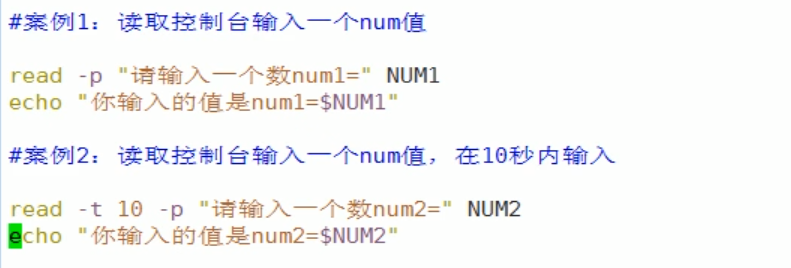 #案例1：读取控制台输入一个num值
read -p "请输入一个数num1=" NUM1
echo "你输入的值是num1=$NUM1"
#案例2：读取控制台输入一个num值，在10秒内输入
read -t 10 -p "请输入一个数num2=" NUM2
echo "你输入的值是num2=$NUM2"